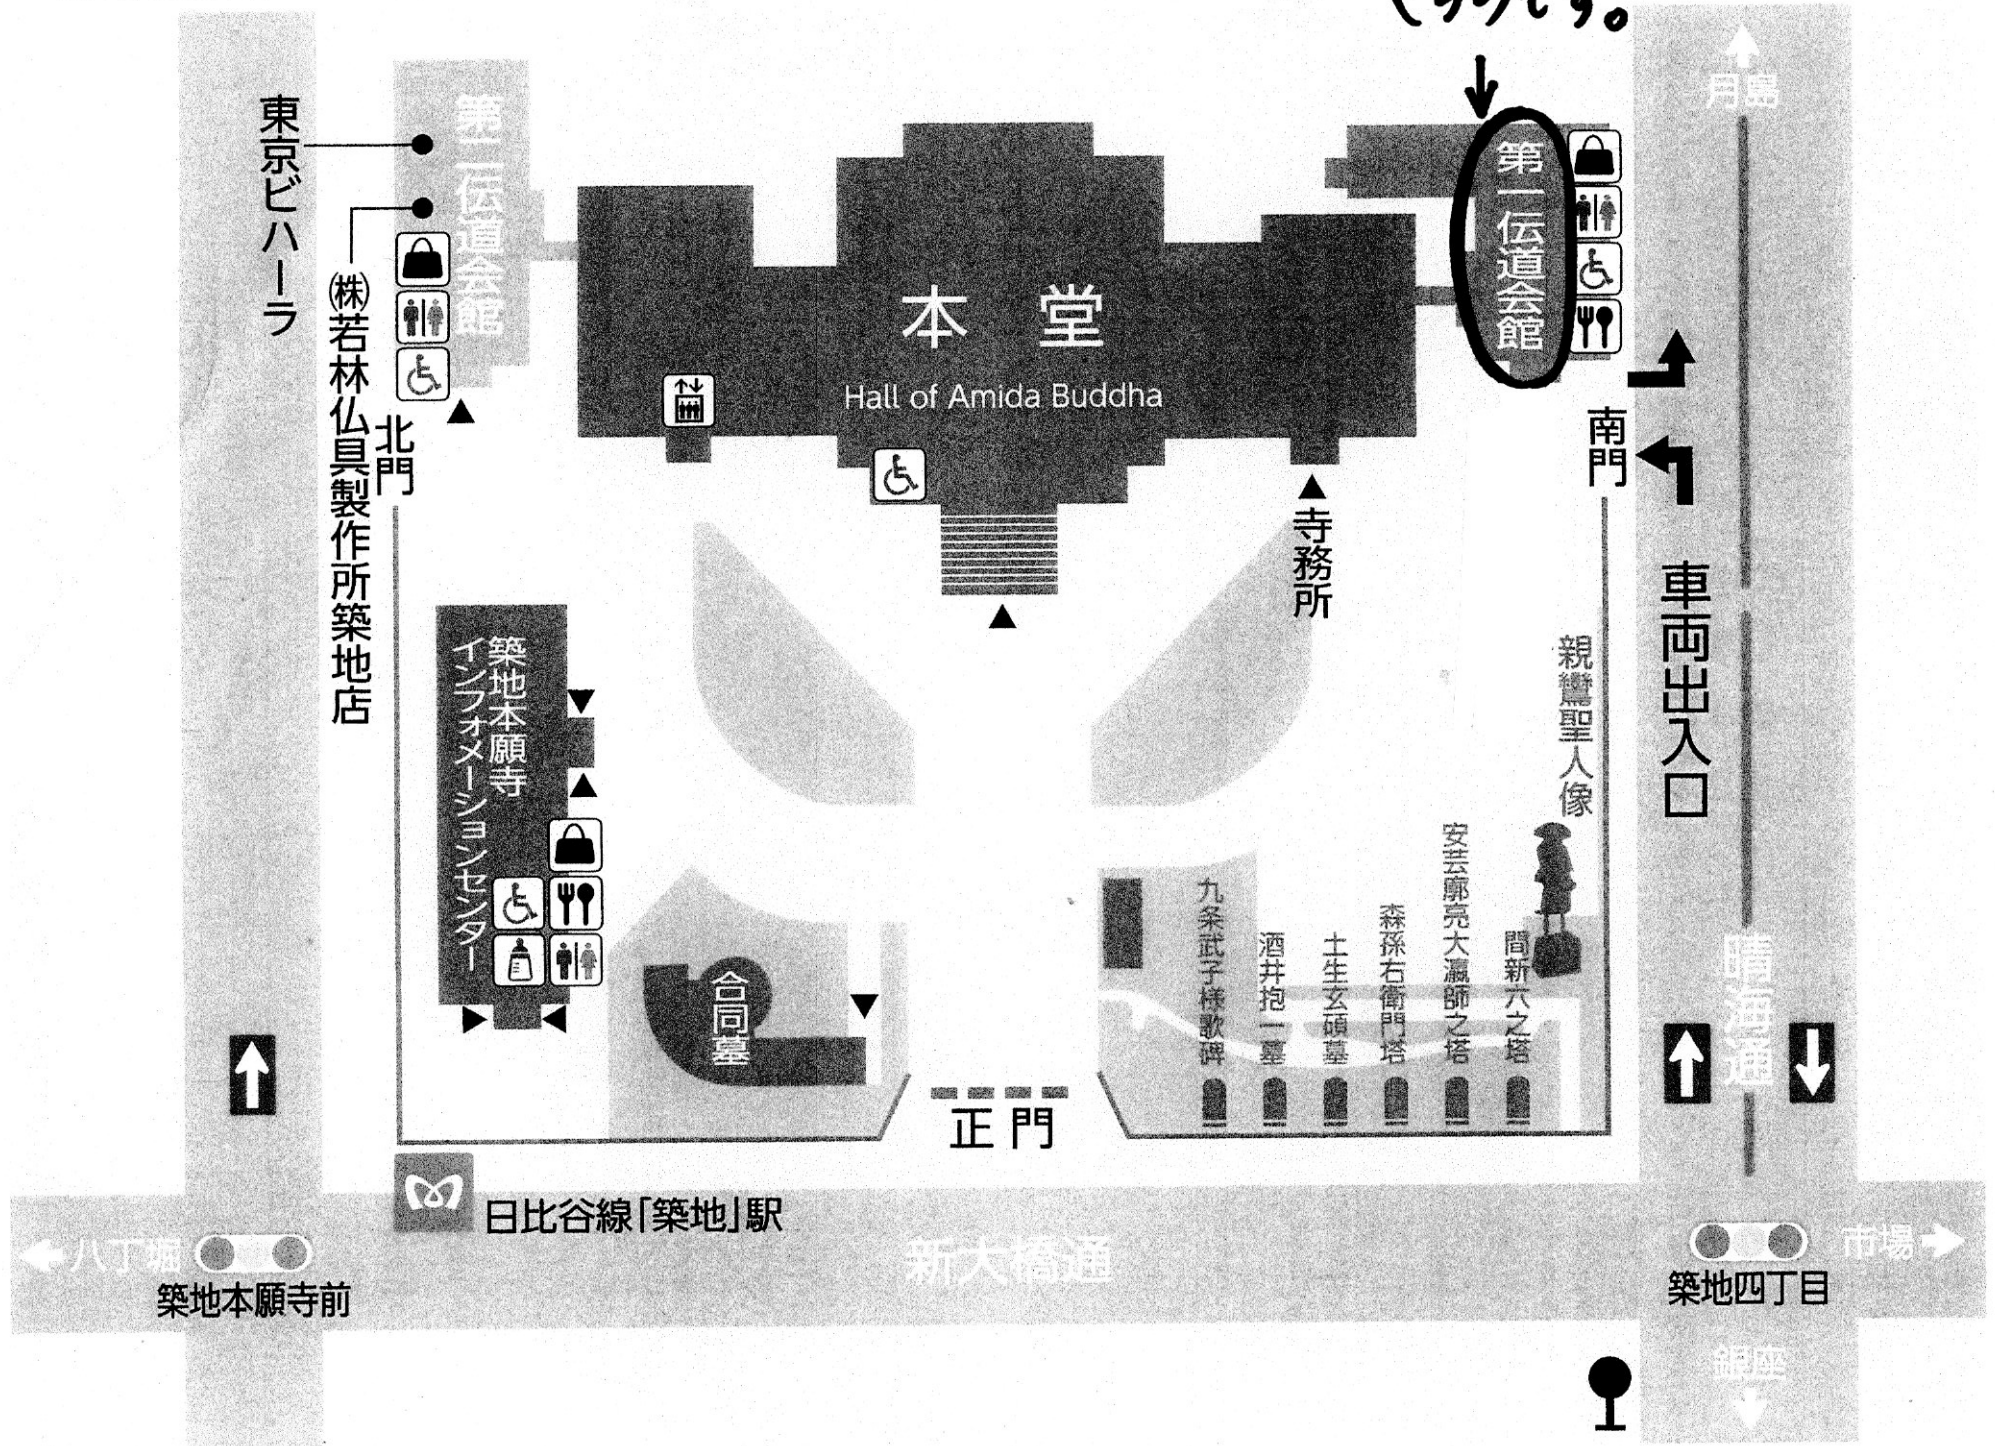 月島
東京ビハーラ
第二伝道会館
第一伝道会館
㈱若林仏具製作所築地店
本堂
Hall of Amida Buddha
北門
南門
寺務所
車両出入口
築地本願寺
インフォメーションセンター
親鸞聖人像
合同墓
九条武子様歌碑
酒井抱一墓
土生玄碩墓
森孫右衛門塔
安芸廓亮大瀛師之塔
間新六之塔
晴海通
正門
日比谷線「築地」駅
八丁堀
新大橋通
市場
築地本願寺前
築地四丁目
銀座